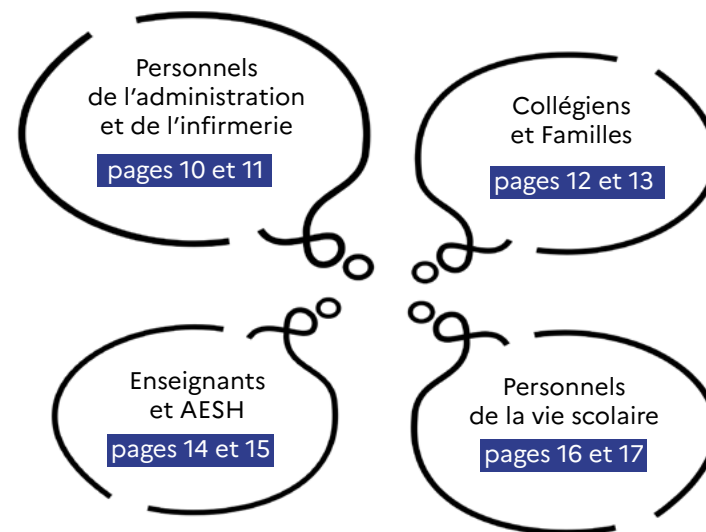 Personnels
de l’administration
et de l’infirmerie
pages 10 et 11
Collégiens
et Familles
pages 12 et 13
Enseignants
et AESH
pages 14 et 15
Personnels
de la vie scolaire
pages 16 et 17